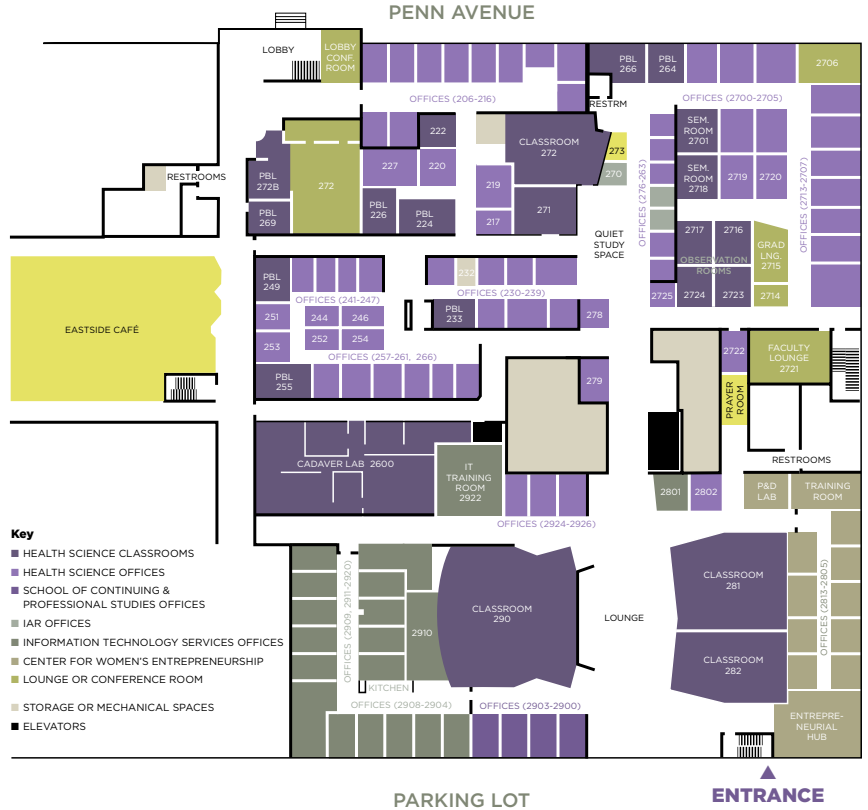 PENN AVENUE
LOBBY
LOBBY
CONF.
ROOM
PBL
266
PBL
264
2706
OFFICES (206-216)
RESTRM
OFFICES (2700-2705)
222
CLASSROOM
272
273
270
SEM.
ROOM
2701
RESTROOMS
PBL
272B
272
227
220
219
SEM.
ROOM
2718
2719
2720
OFFICES (276-263)
OFFICES (2713-2707)
PBL
269
PBL
226
PBL
224
217
271
QUIET
STUDY
SPACE
2717
2716
OBSERVATION
ROOMS
GRAD
LNG.
2715
2725
2724
2723
2714
PBL
249
232
OFFICES (241-247)
OFFICES (230-239)
251
244
246
PBL
233
278
EASTSIDE CAFÉ
253
252
254
OFFICES (257-261, 266)
PBL
255
279
2722
FACULTY
LOUNGE
2721
PRAYER
ROOM
CADAVER LAB 2600
IT
TRAINING
ROOM
2922
RESTROOMS
2801
2802
P&D
LAB
TRAINING
ROOM
OFFICES (2924-2926)
Key
HEALTH SCIENCE CLASSROOMS
HEALTH SCIENCE OFFICES
SCHOOL OF CONTINUING &
PROFESSIONAL STUDIES OFFICES
IAR OFFICES
INFORMATION TECHNOLOGY SERVICES OFFICES
CENTER FOR WOMEN'S ENTREPRENEURSHIP
LOUNGE OR CONFERENCE ROOM
STORAGE OR MECHANICAL SPACES
ELEVATORS
OFFICES (2909, 2911-2920)
2910
CLASSROOM
290
LOUNGE
CLASSROOM
281
CLASSROOM
282
OFFICES (2813-2805)
KITCHEN
OFFICES (2908-2904)
OFFICES (2903-2900)
ENTREPRE-
NEURIAL
HUB
PARKING LOT
ENTRANCE